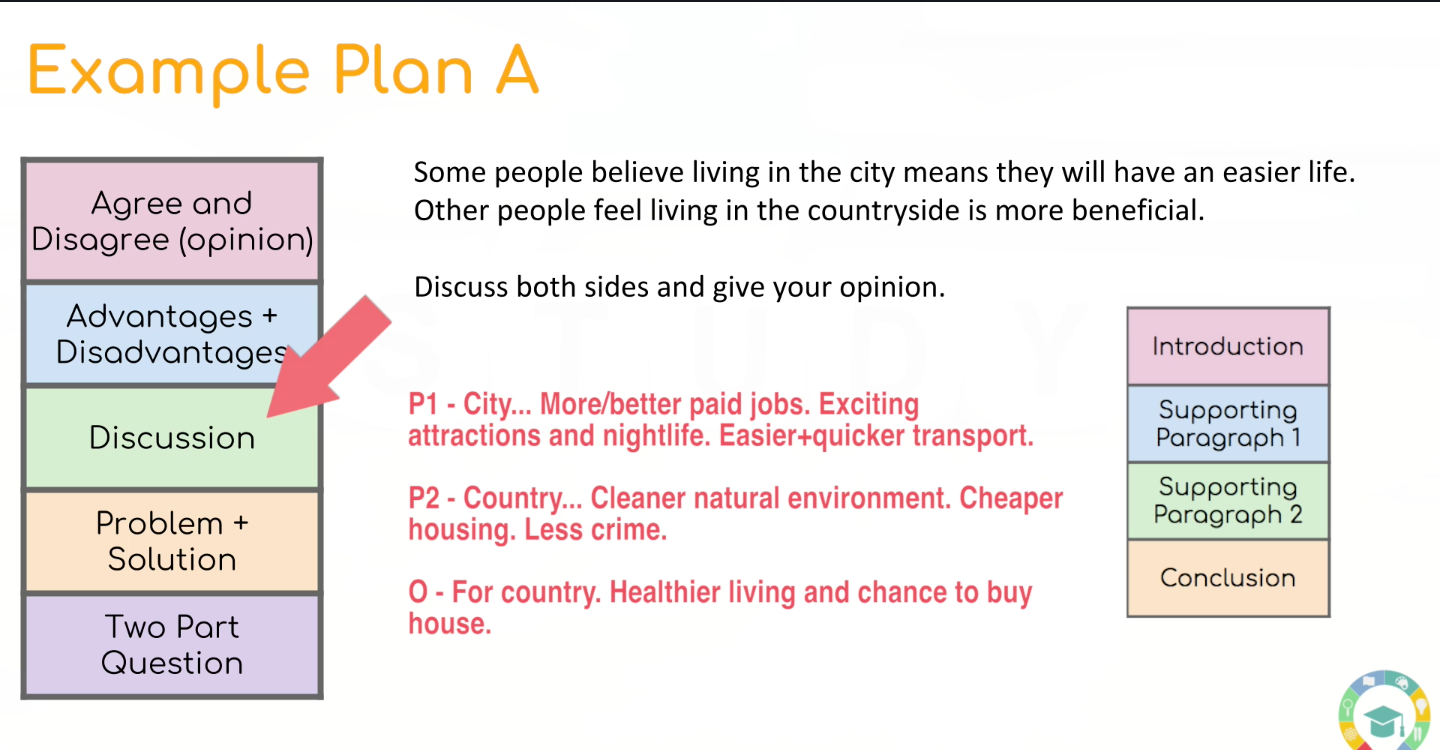 Example Plan A
Agree and
Disagree (opinion)
Advantages +
Disadvantages
Discussion
Problem +
Solution
Two Part
Question
Some people believe living in the city means they will have an easier life.
Other people feel living in the countryside is more beneficial.
Discuss both sides and give your opinion.
P1 - City... More/better paid jobs. Exciting
attractions and nightlife. Easier+quicker transport.
P2 - Country... Cleaner natural environment. Cheaper
housing. Less crime.
O - For country. Healthier living and chance to buy
house.
Introduction
Supporting
Paragraph 1
Supporting
Paragraph 2
Conclusion
STUDY